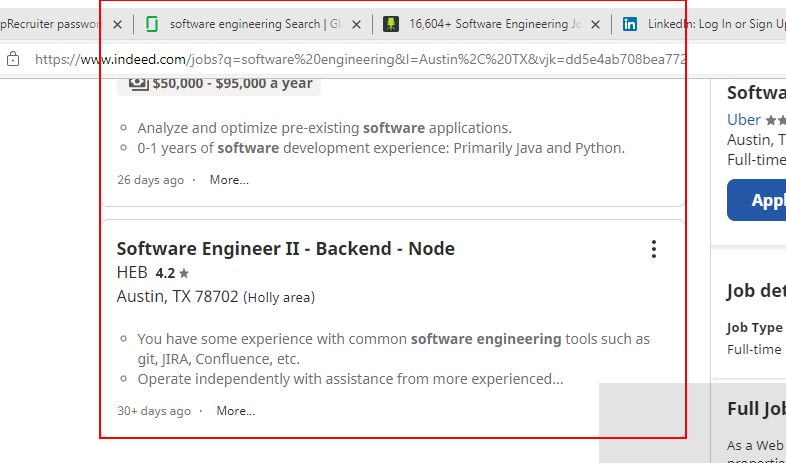 pRecruiter passwor
software engineering Search | Gl
16,604+ Software Engineering Jo
LinkedIn: Log In or Sign Up
https://www.indeed.com/jobs?q=software%20engineering&l=Austin%2C%20TX&vjk=dd5e4ab708bea772
$50,000 - $95,000 a year
Analyze and optimize pre-existing software applications.
0-1 years of software development experience: Primarily Java and Python.
26 days ago · More...
Software Engineer II - Backend - Node
HEB 4.2
Austin, TX 78702 (Holly area)
You have some experience with common software engineering tools such as
git, JIRA, Confluence, etc.
Operate independently with assistance from more experienced...
30+ days ago · More...
Softwa
Uber
Austin, T
Full-time
Appl
Job det
Job Type
Full-time
Full Job
As a Web